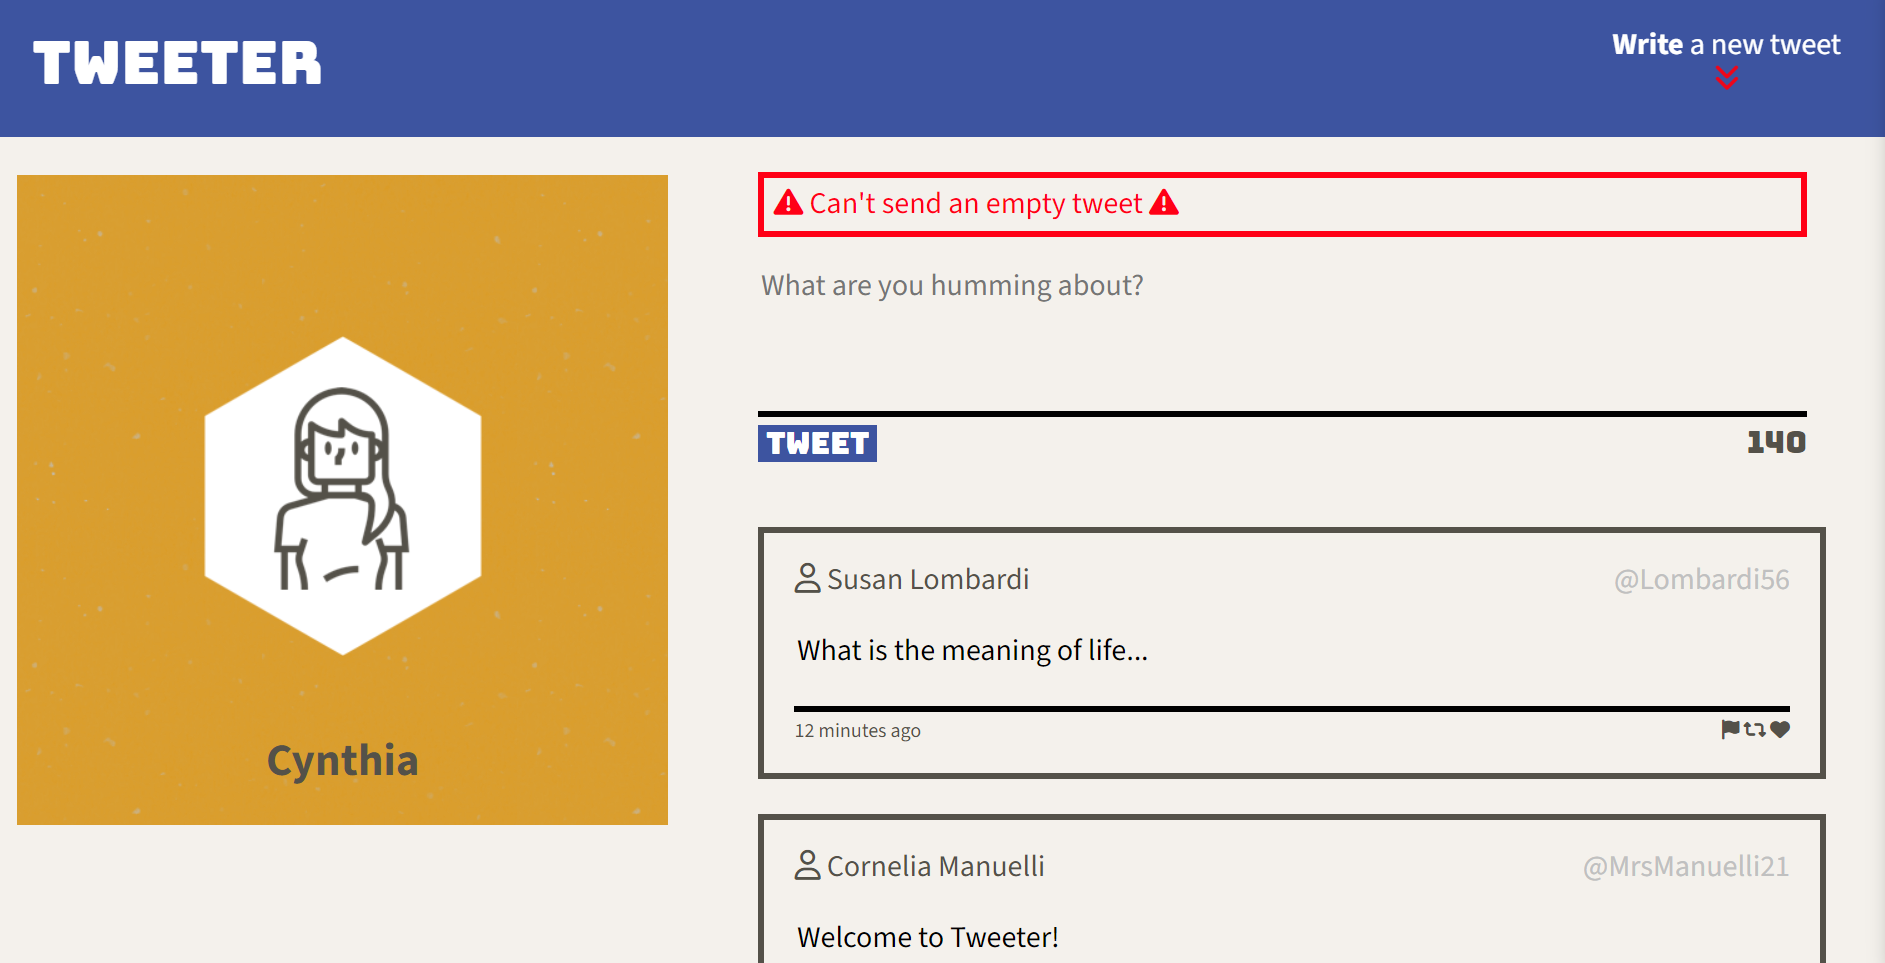 TWEETER
Write a new tweet
Can't send an empty tweet
What are you humming about?
TWEET
140
Cynthia
Susan Lombardi
@Lombardi56
What is the meaning of life...
12 minutes ago
Cornelia Manuelli
@MrsManuelli21
Welcome to Tweeter!